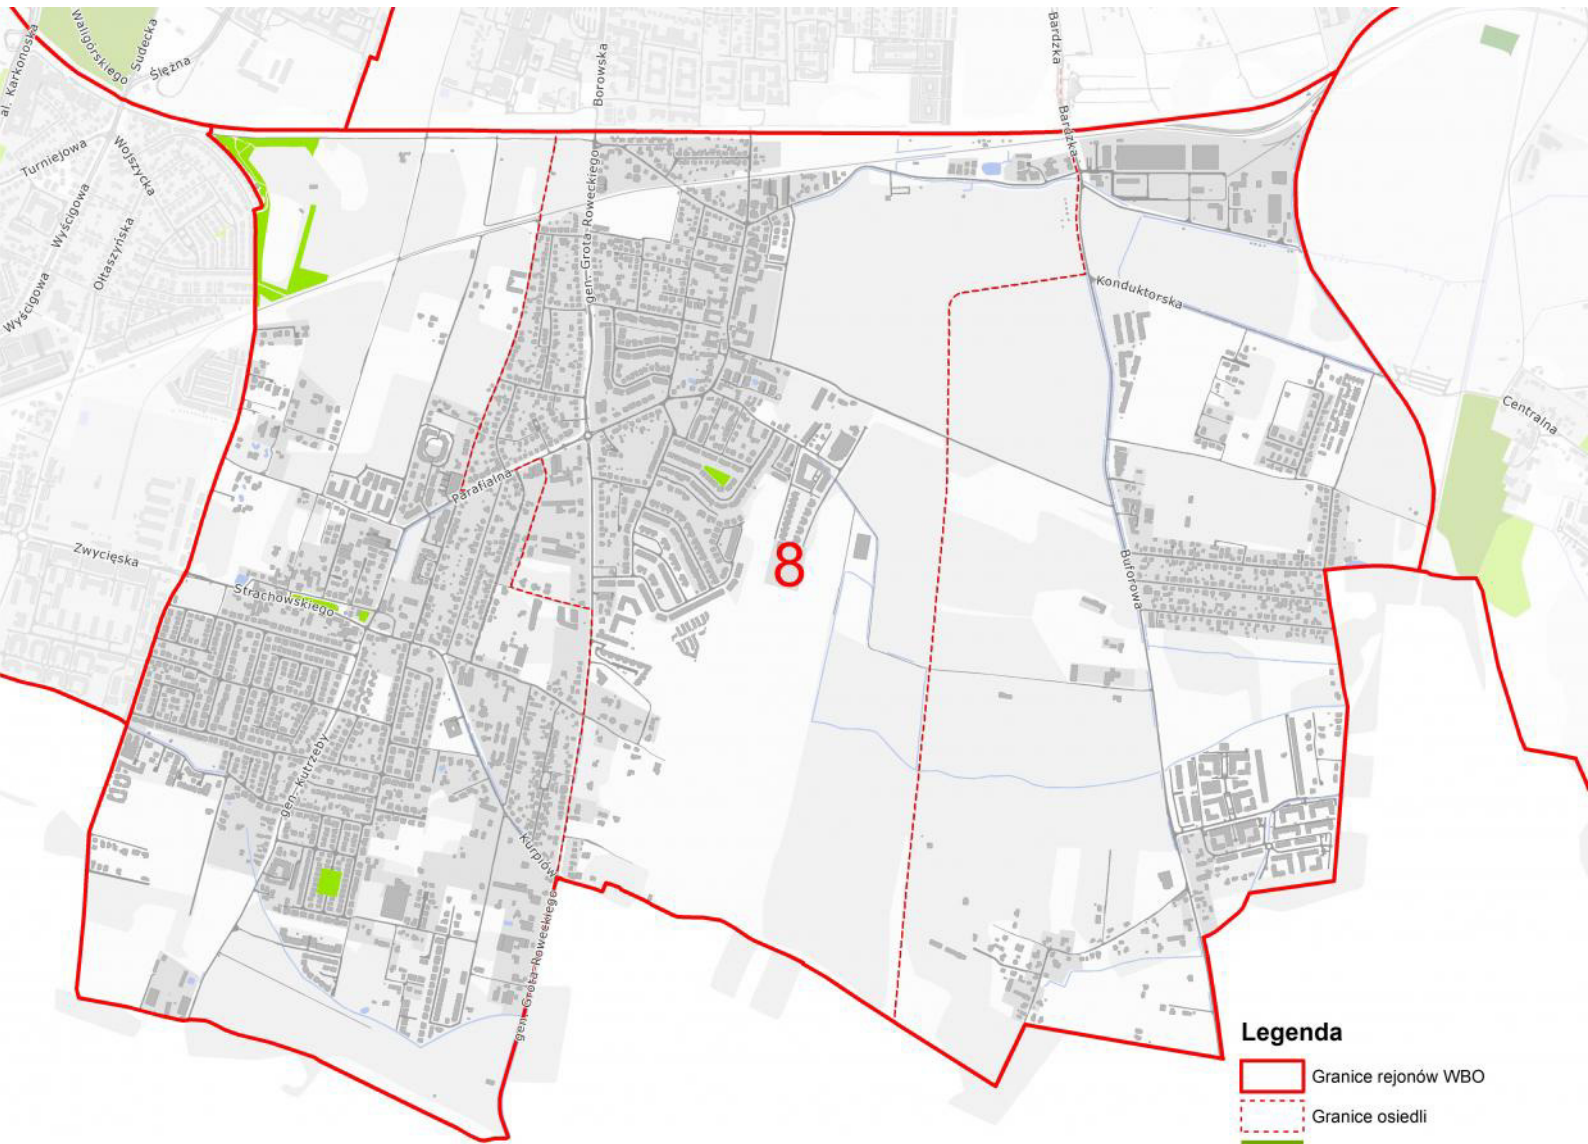 al. Karkonoska
Waligórskiego
Sudecka
Ślężna
Borowska
Bardzka
Bardzka
Turniejowa
Wojszycka
Wyścigowa
Ołtaszyńska
Wyścigowa
gen. Grota-Roweckiego
Konduktorska
Centralna
Parafialna
Zwycięska
Strachowskiego
8
Buforowa
gen. Kutrzeby
Kurpiów
gen. Grota-Roweckiego
Legenda
Granice rejonów WBO
Granice osiedli